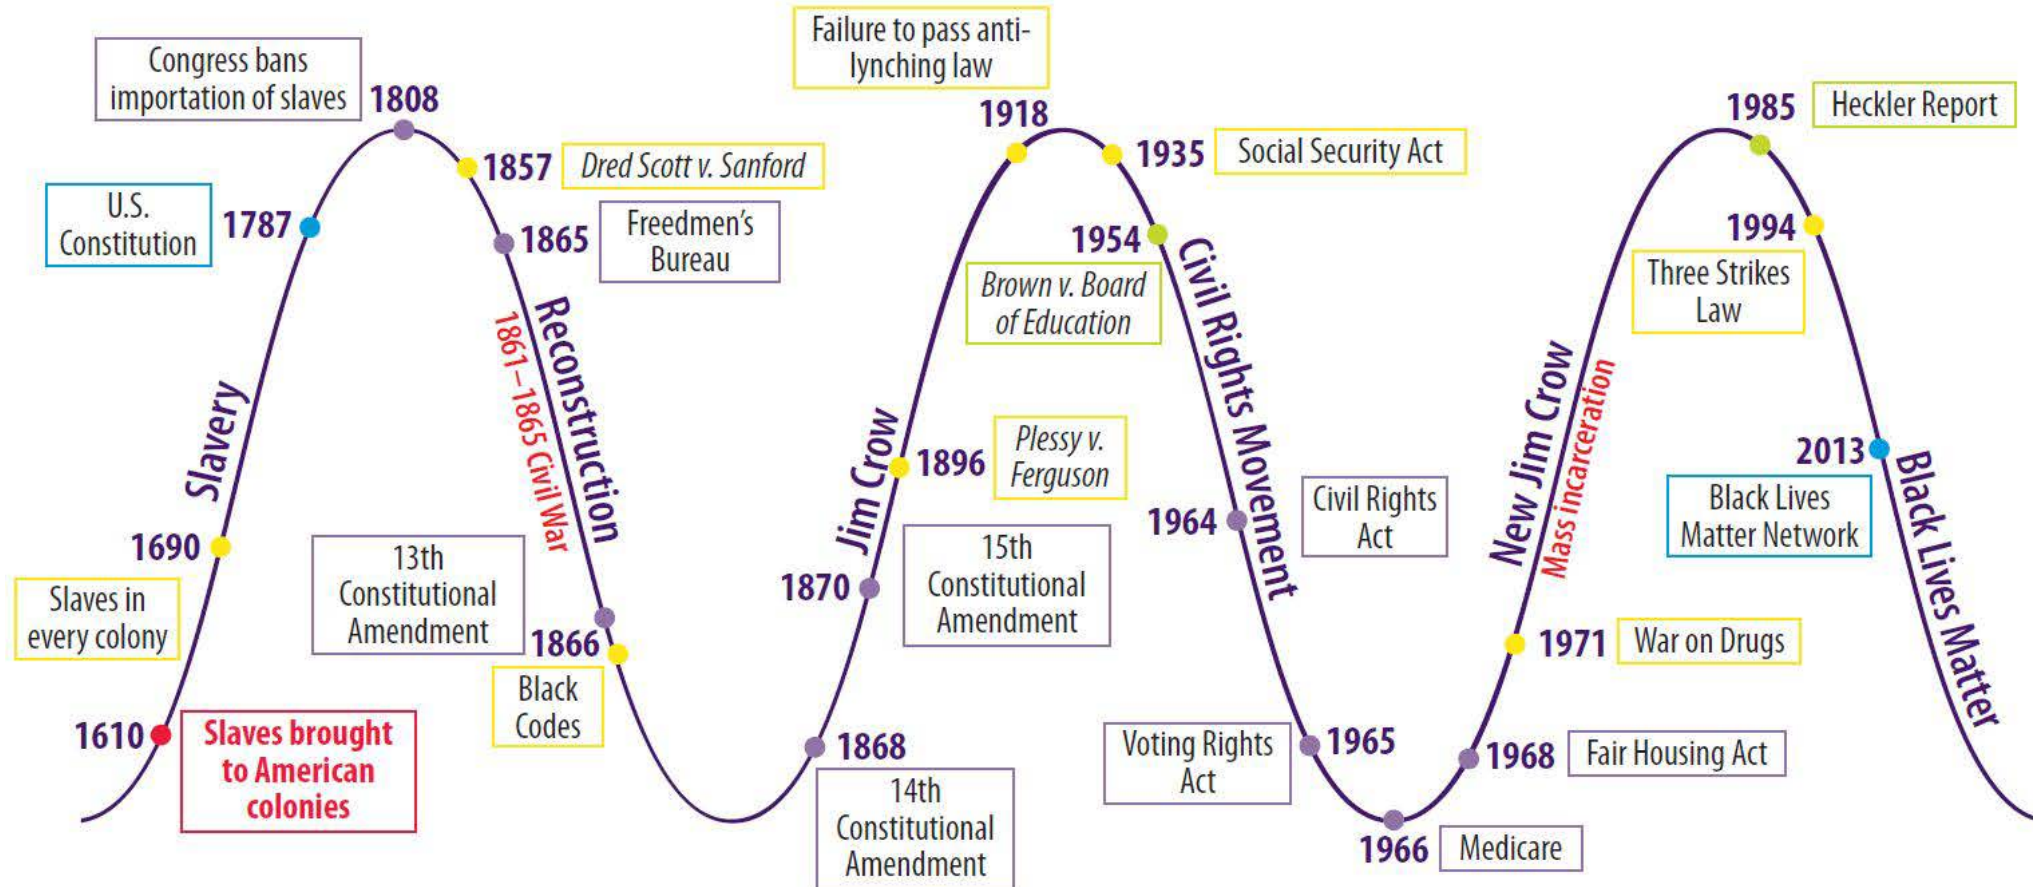 1610
Slaves brought
to American
colonies
1690
Slaves in
every colony
Slavery
U.S.
Constitution
1787
Congress bans
importation of slaves
1808
1857
Dred Scott v. Sanford
1865
Freedmen's
Bureau
Reconstruction
1861–1865 Civil War
13th
Constitutional
Amendment
1866
Black
Codes
1868
14th
Constitutional
Amendment
1870
15th
Constitutional
Amendment
Jim Crow
1896
Plessy v.
Ferguson
Failure to pass anti-
lynching law
1918
1935
Social Security Act
1954
Brown v. Board
of Education
Civil Rights Movement
1964
Civil Rights
Act
Voting Rights
Act
1965
1966
Medicare
1968
Fair Housing Act
1971
War on Drugs
New Jim Crow
Mass incarceration
1985
Heckler Report
1994
Three Strikes
Law
2013
Black Lives
Matter Network
Black Lives Matter